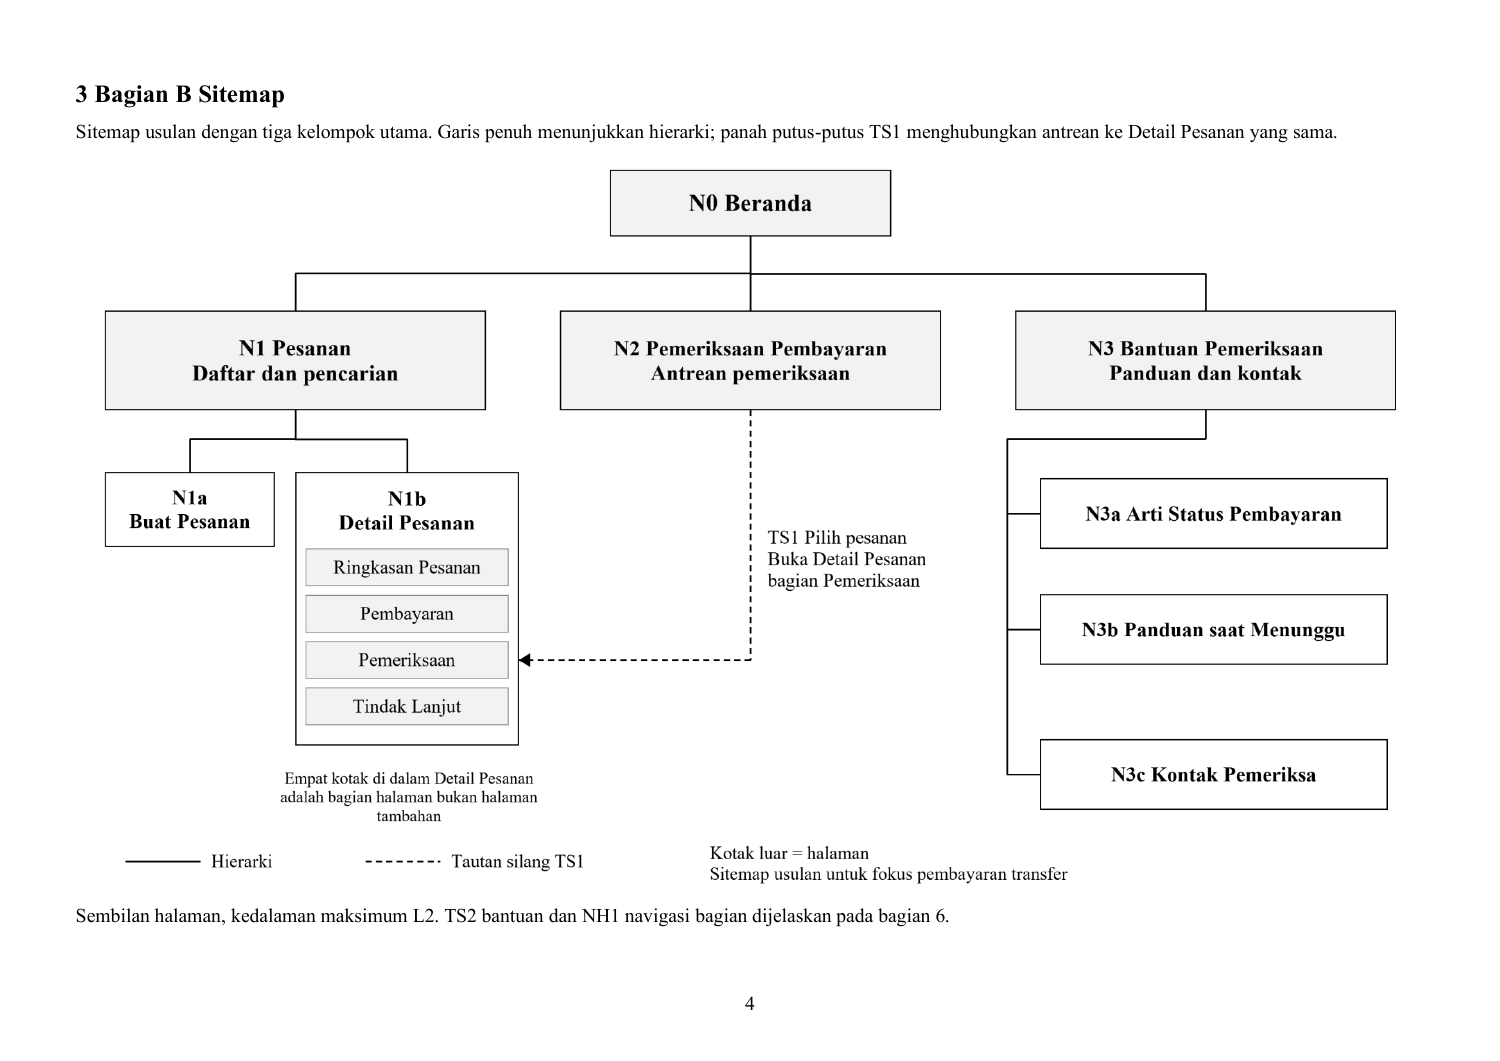 3 Bagian B Sitemap
Sitemap usulan dengan tiga kelompok utama. Garis penuh menunjukkan hierarki; panah putus-putus TS1 menghubungkan antrean ke Detail Pesanan yang sama.
N0 Beranda
N1 Pesanan
Daftar dan pencarian
N2 Pemeriksaan Pembayaran
Antrean pemeriksaan
N3 Bantuan Pemeriksaan
Panduan dan kontak
N1a
Buat Pesanan
N1b
Detail Pesanan
Ringkasan Pesanan
Pembayaran
Pemeriksaan
Tindak Lanjut
TS1 Pilih pesanan
Buka Detail Pesanan
bagian Pemeriksaan
N3a Arti Status Pembayaran
N3b Panduan saat Menunggu
N3c Kontak Pemeriksa
Empat kotak di dalam Detail Pesanan
adalah bagian halaman bukan halaman
tambahan
Hierarki
Tautan silang TS1
Kotak luar = halaman
Sitemap usulan untuk fokus pembayaran transfer
Sembilan halaman, kedalaman maksimum L2. TS2 bantuan dan NH1 navigasi bagian dijelaskan pada bagian 6.
4